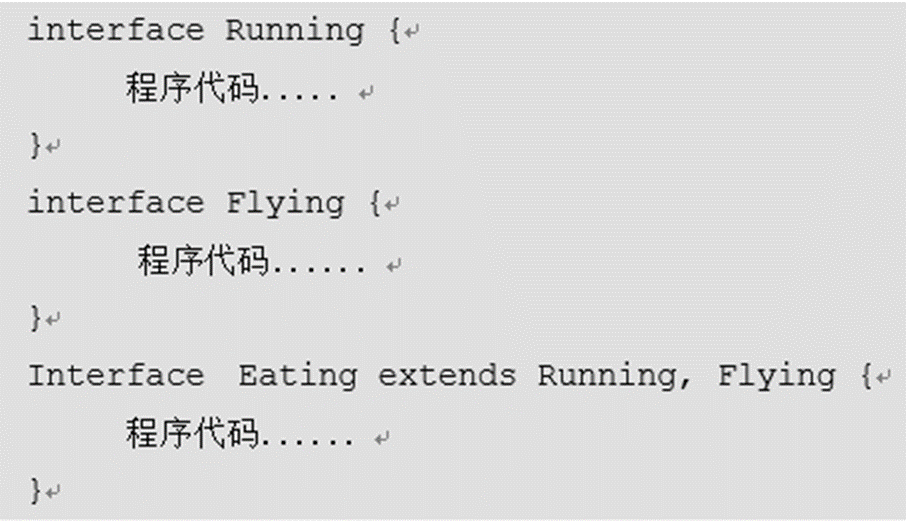 interface Running {↵
程序代码..... ↵
}↵
interface Flying {↵
程序代码...... ↵
}↵
Interface Eating extends Running, Flying {↵
程序代码...... ↵
}↵